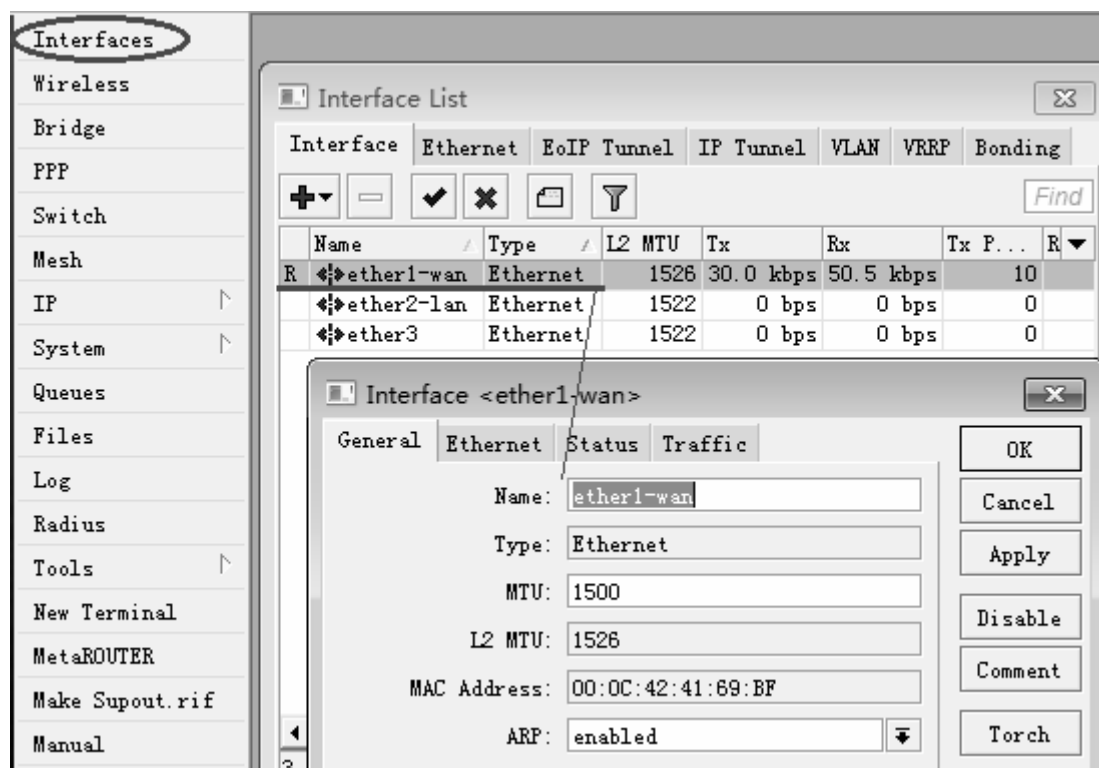 Interfaces
Wireless
Bridge
PPP
Switch
Mesh
IP
System
Queues
Files
Log
Radius
Tools
New Terminal
MetaROUTER
Make Supout.rif
Manual
Interface List
Interface Ethernet EoIP Tunnel IP Tunnel VLAN VRRP Bonding
Find
Name Type L2 MTU Tx Rx Tx P... R
R ether1-wan Ethernet 1526 30.0 kbps 50.5 kbps 10
ether2-lan Ethernet 1522 0 bps 0 bps 0
ether3 Ethernet 1522 0 bps 0 bps 0
Interface <ether1-wan>
General Ethernet Status Traffic
Name: ether1-wan
Type: Ethernet
MTU: 1500
L2 MTU: 1526
MAC Address: 00:0C:42:41:69:BF
ARP: enabled
OK
Cancel
Apply
Disable
Comment
Torch